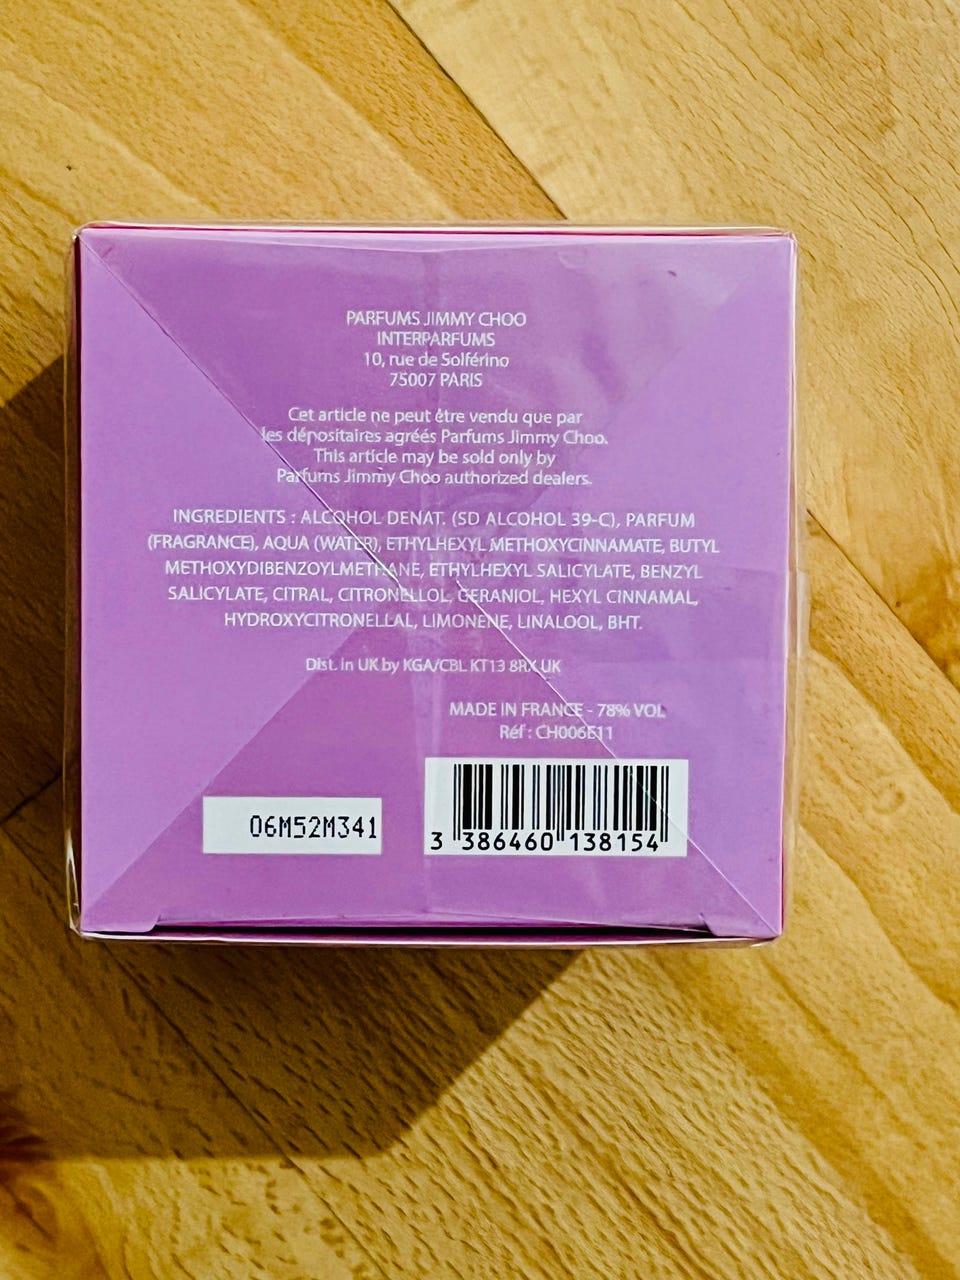 PARFUMS JIMMY CHOO
INTERPARFUMS
10, rue de Solférino
75007 PARIS
Cet article ne peut être vendu que par
les dépositaires agréés Parfums Jimmy Choo.
This article may be sold only by
Parfums Jimmy Choo authorized dealers.
INGREDIENTS : ALCOHOL DENAT. (SD ALCOHOL 39-C), PARFUM
(FRAGRANCE), AQUA (WATER), ETHYLHEXYL METHOXYCINNAMATE, BUTYL
METHOXYDIBENZOYLMETHANE, ETHYLHEXYL SALICYLATE, BENZYL
SALICYLATE, CITRAL, CITRONELLOL, GERANIOL, HEXYL CINNAMAL,
HYDROXYCITRONELLAL, LIMONENE, LINALOOL, BHT.
Dist. in UK by KGA/CBL KT13 8RX UK
MADE IN FRANCE - 78% VOL
Réf : CH006E11
06M52M341
3 386460 138154